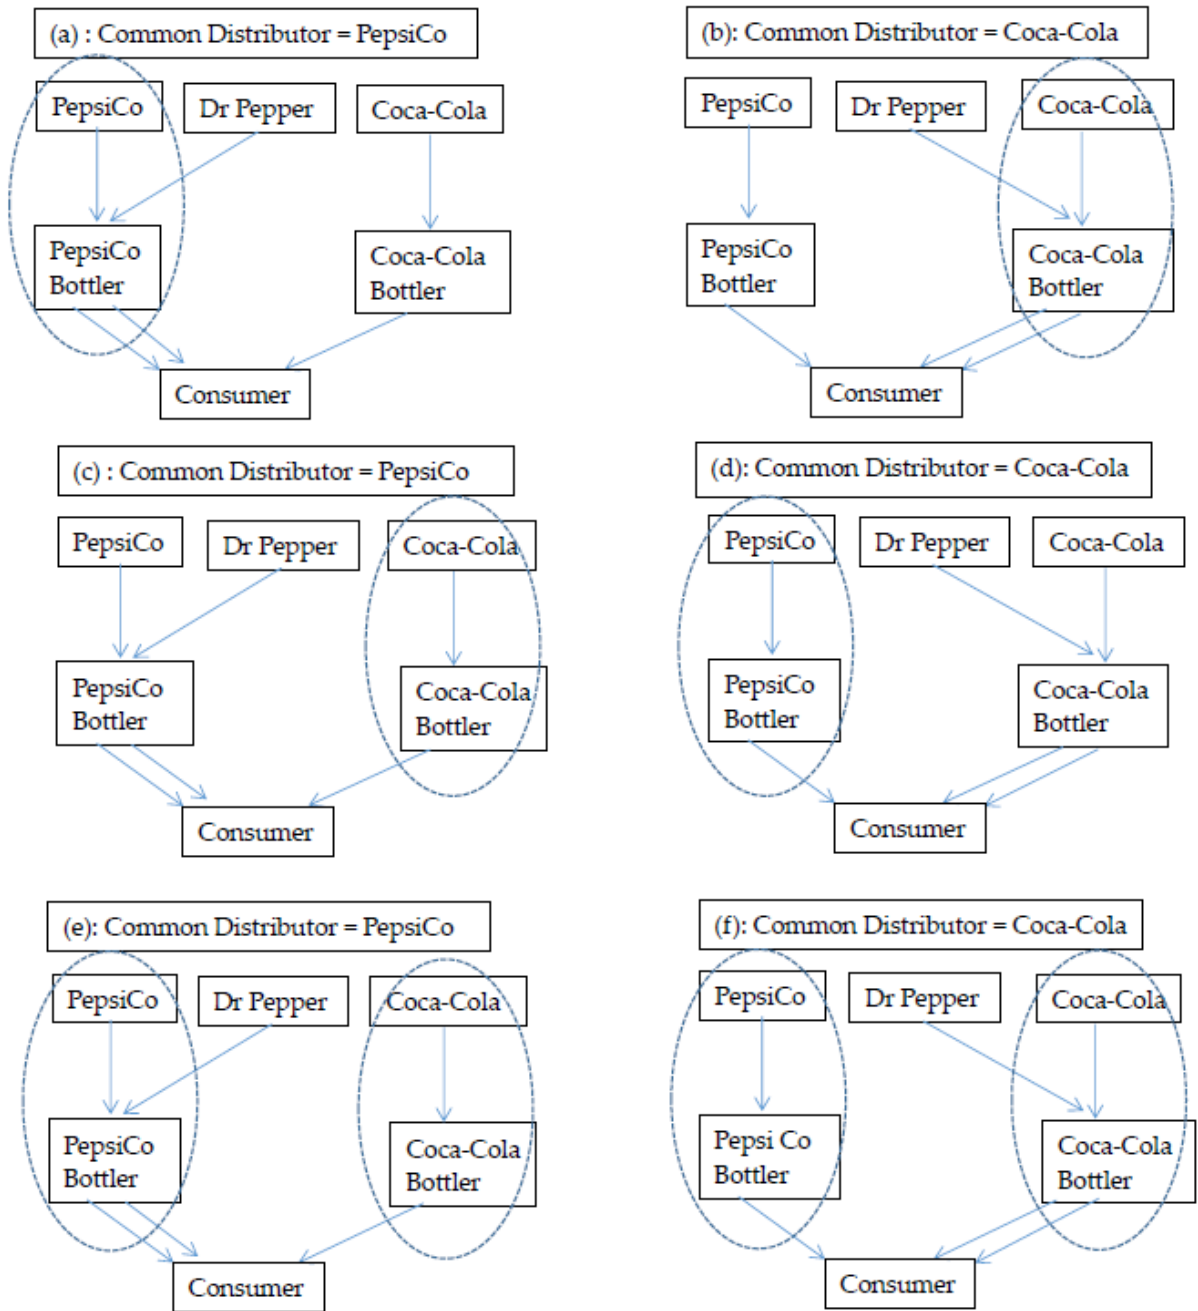 (a) : Common Distributor = PepsiCo
(b): Common Distributor = Coca-Cola
PepsiCo
Dr Pepper
Coca-Cola
PepsiCo
Dr Pepper
Coca-Cola
PepsiCo
Bottler
Coca-Cola
Bottler
PepsiCo
Bottler
Coca-Cola
Bottler
Consumer
Consumer
(c) : Common Distributor = PepsiCo
(d): Common Distributor = Coca-Cola
PepsiCo
Dr Pepper
Coca-Cola
PepsiCo
Dr Pepper
Coca-Cola
PepsiCo
Bottler
Coca-Cola
Bottler
PepsiCo
Bottler
Coca-Cola
Bottler
Consumer
Consumer
(e): Common Distributor = PepsiCo
(f): Common Distributor = Coca-Cola
PepsiCo
Dr Pepper
Coca-Cola
PepsiCo
Dr Pepper
Coca-Cola
PepsiCo
Bottler
Coca-Cola
Bottler
Pepsi Co
Bottler
Coca-Cola
Bottler
Consumer
Consumer